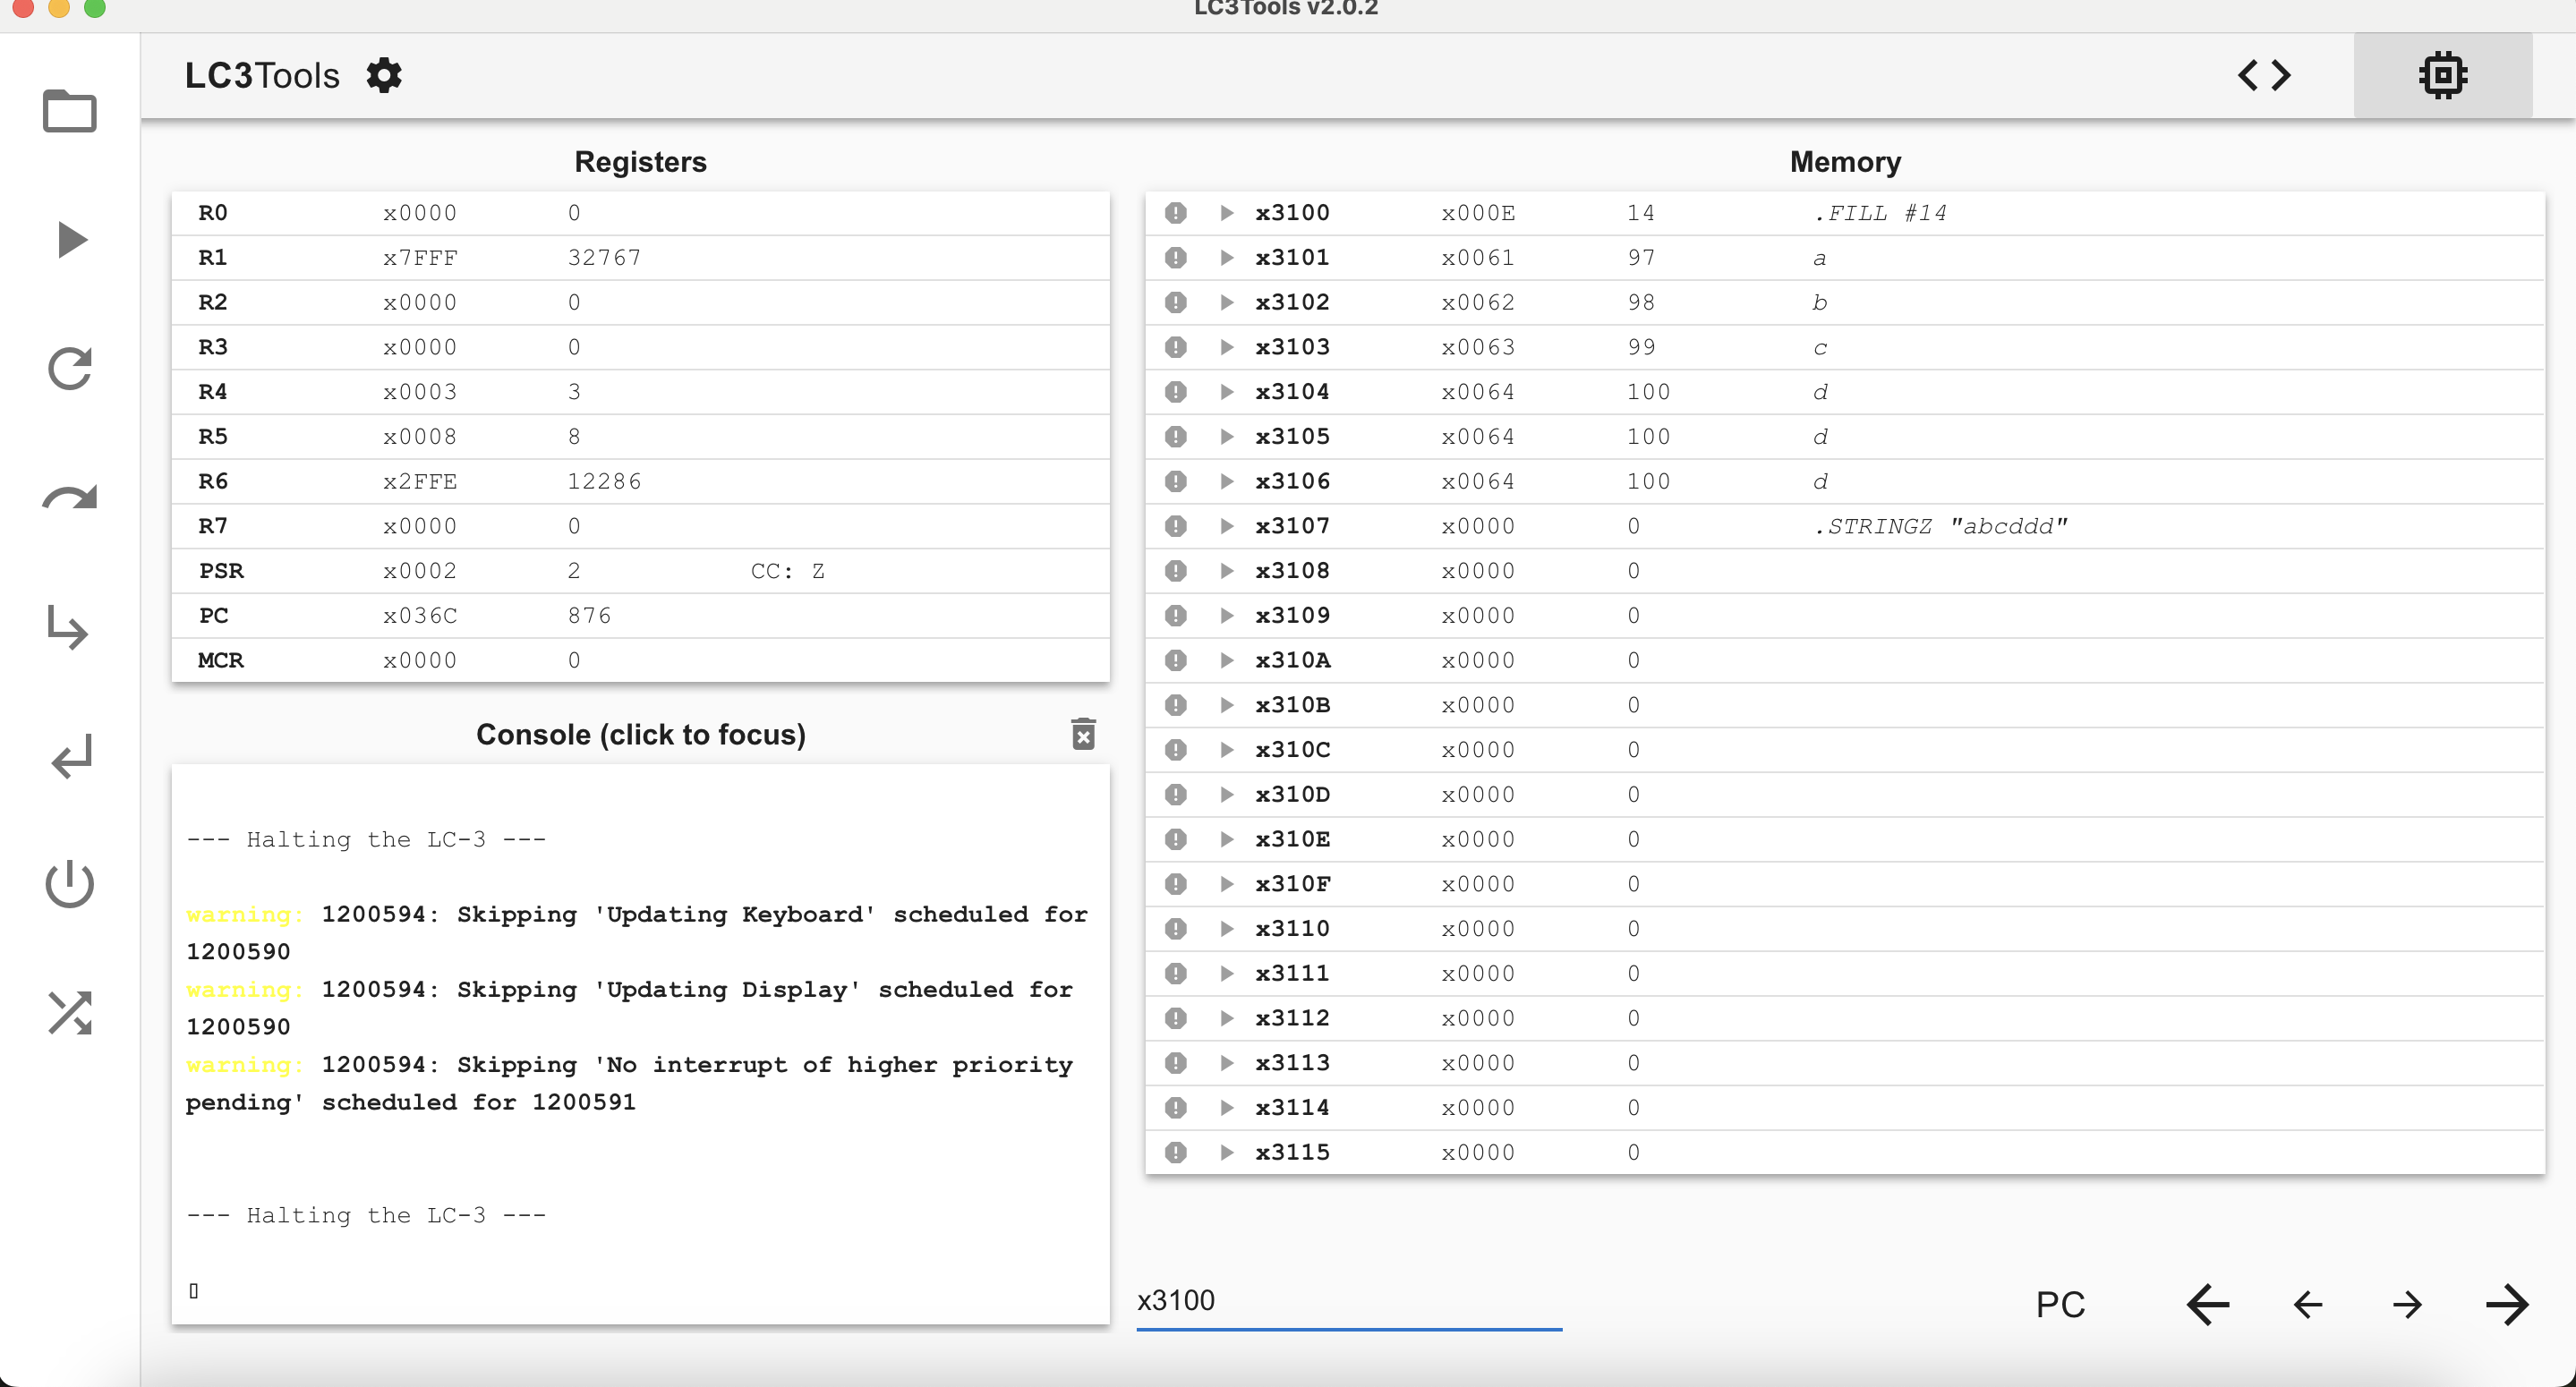 LC3Tools v2.0.2
LC3Tools
Registers
R0 x0000 0
R1 x7FFF 32767
R2 x0000 0
R3 x0000 0
R4 x0003 3
R5 x0008 8
R6 x2FFE 12286
R7 x0000 0
PSR x0002 2 CC: Z
PC x036C 876
MCR x0000 0
Console (click to focus)
--- Halting the LC-3 ---
warning: 1200594: Skipping 'Updating Keyboard' scheduled for
1200590
warning: 1200594: Skipping 'Updating Display' scheduled for
1200590
warning: 1200594: Skipping 'No interrupt of higher priority
pending' scheduled for 1200591
--- Halting the LC-3 ---
Memory
x3100 x000E 14 .FILL #14
x3101 x0061 97 a
x3102 x0062 98 b
x3103 x0063 99 c
x3104 x0064 100 d
x3105 x0064 100 d
x3106 x0064 100 d
x3107 x0000 0 .STRINGZ "abcddd"
x3108 x0000 0
x3109 x0000 0
x310A x0000 0
x310B x0000 0
x310C x0000 0
x310D x0000 0
x310E x0000 0
x310F x0000 0
x3110 x0000 0
x3111 x0000 0
x3112 x0000 0
x3113 x0000 0
x3114 x0000 0
x3115 x0000 0
x3100
PC